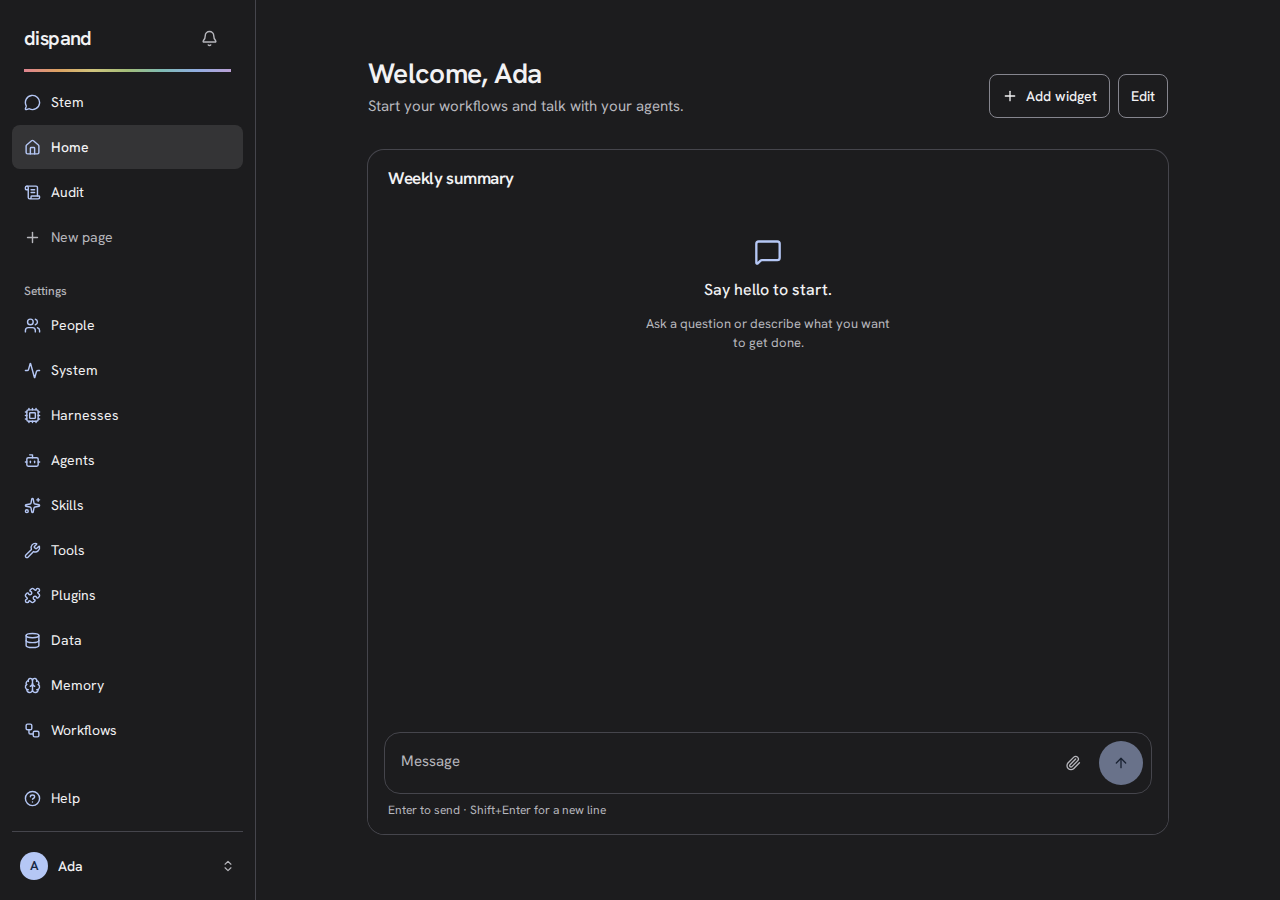 dispand
Stem
Home
Audit
New page
Settings
People
System
Harnesses
Agents
Skills
Tools
Plugins
Data
Memory
Workflows
Help
A
Ada
Welcome, Ada
Start your workflows and talk with your agents.
Add widget
Edit
Weekly summary
Say hello to start.
Ask a question or describe what you want
to get done.
Message
Enter to send · Shift+Enter for a new line